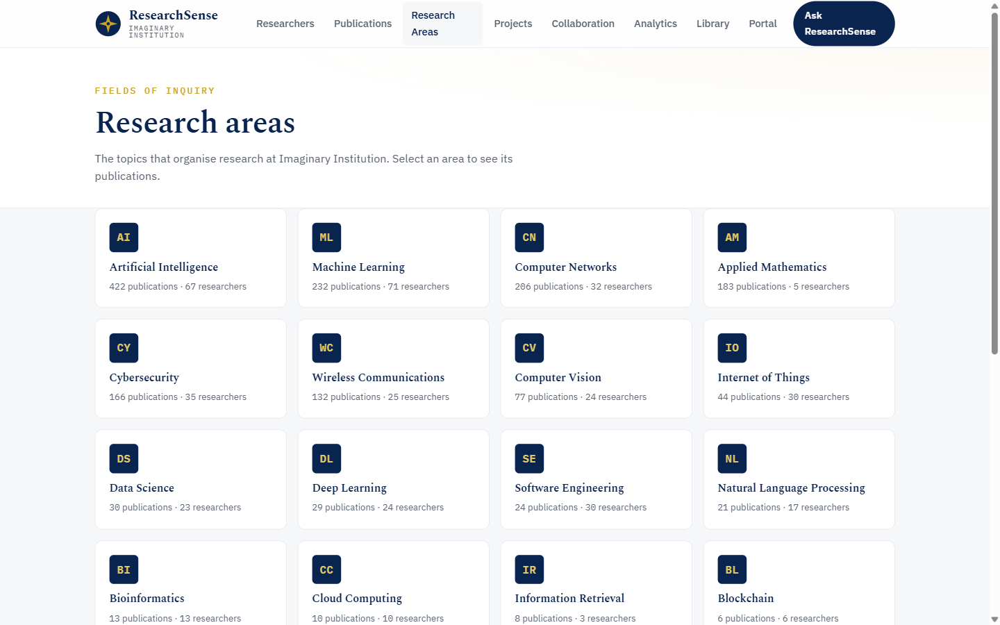 ResearchSense
IMAGINARY
INSTITUTION
Researchers
Publications
Research
Areas
Projects
Collaboration
Analytics
Library
Portal
Ask
ResearchSense
FIELDS OF INQUIRY
Research areas
The topics that organise research at Imaginary Institution. Select an area to see its
publications.
AI
Artificial Intelligence
422 publications · 67 researchers
ML
Machine Learning
232 publications · 71 researchers
CN
Computer Networks
206 publications · 32 researchers
AM
Applied Mathematics
183 publications · 5 researchers
CY
Cybersecurity
166 publications · 35 researchers
WC
Wireless Communications
132 publications · 25 researchers
CV
Computer Vision
77 publications · 24 researchers
IO
Internet of Things
44 publications · 30 researchers
DS
Data Science
30 publications · 23 researchers
DL
Deep Learning
29 publications · 24 researchers
SE
Software Engineering
24 publications · 30 researchers
NL
Natural Language Processing
21 publications · 17 researchers
BI
Bioinformatics
13 publications · 13 researchers
CC
Cloud Computing
10 publications · 10 researchers
IR
Information Retrieval
8 publications · 3 researchers
BL
Blockchain
6 publications · 6 researchers